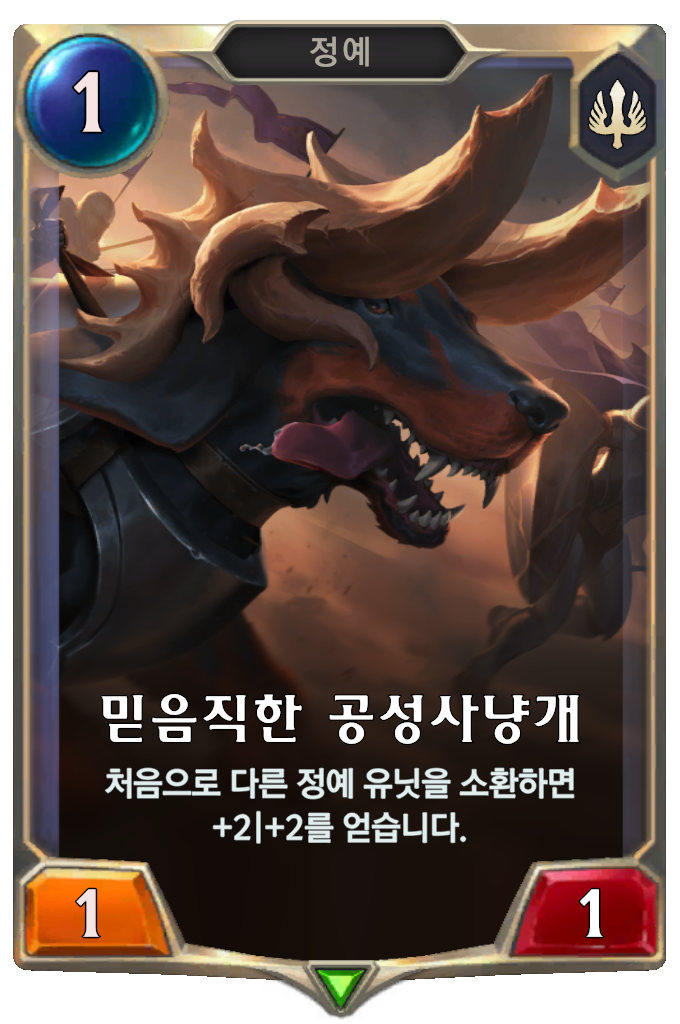 정예
1
믿음직한 공성사냥개
처음으로 다른 정예 유닛을 소환하면
+2|+2를 얻습니다.
1
1